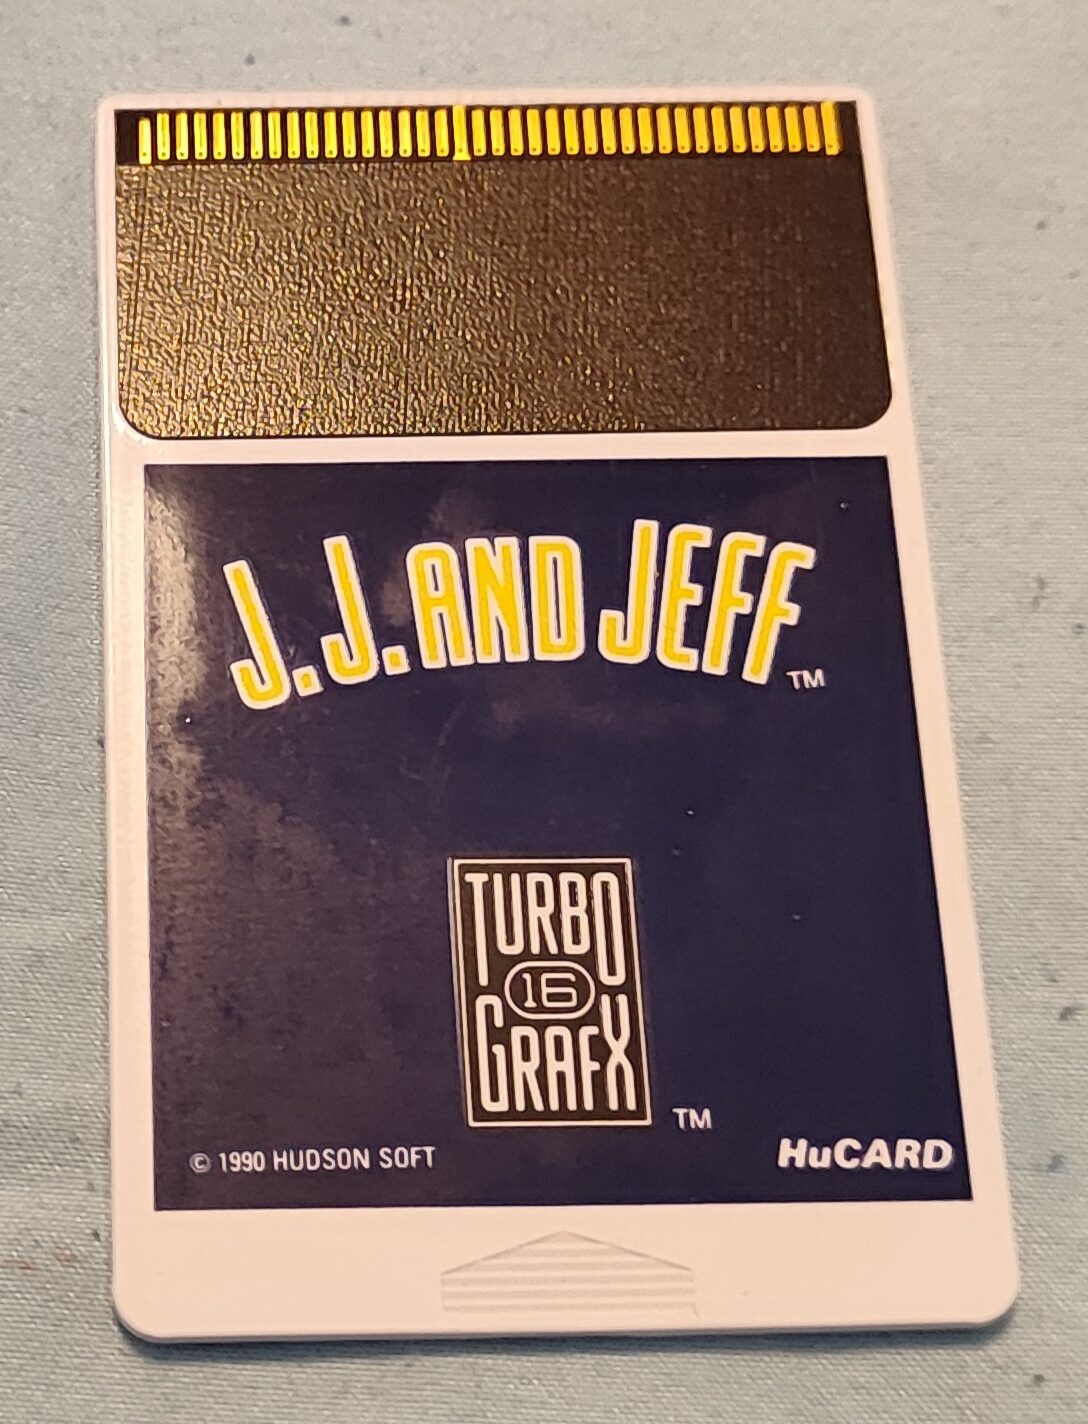 J.J. AND JEFF TM
TURBO
16
GRAFX TM
© 1990 HUDSON SOFT
HuCARD